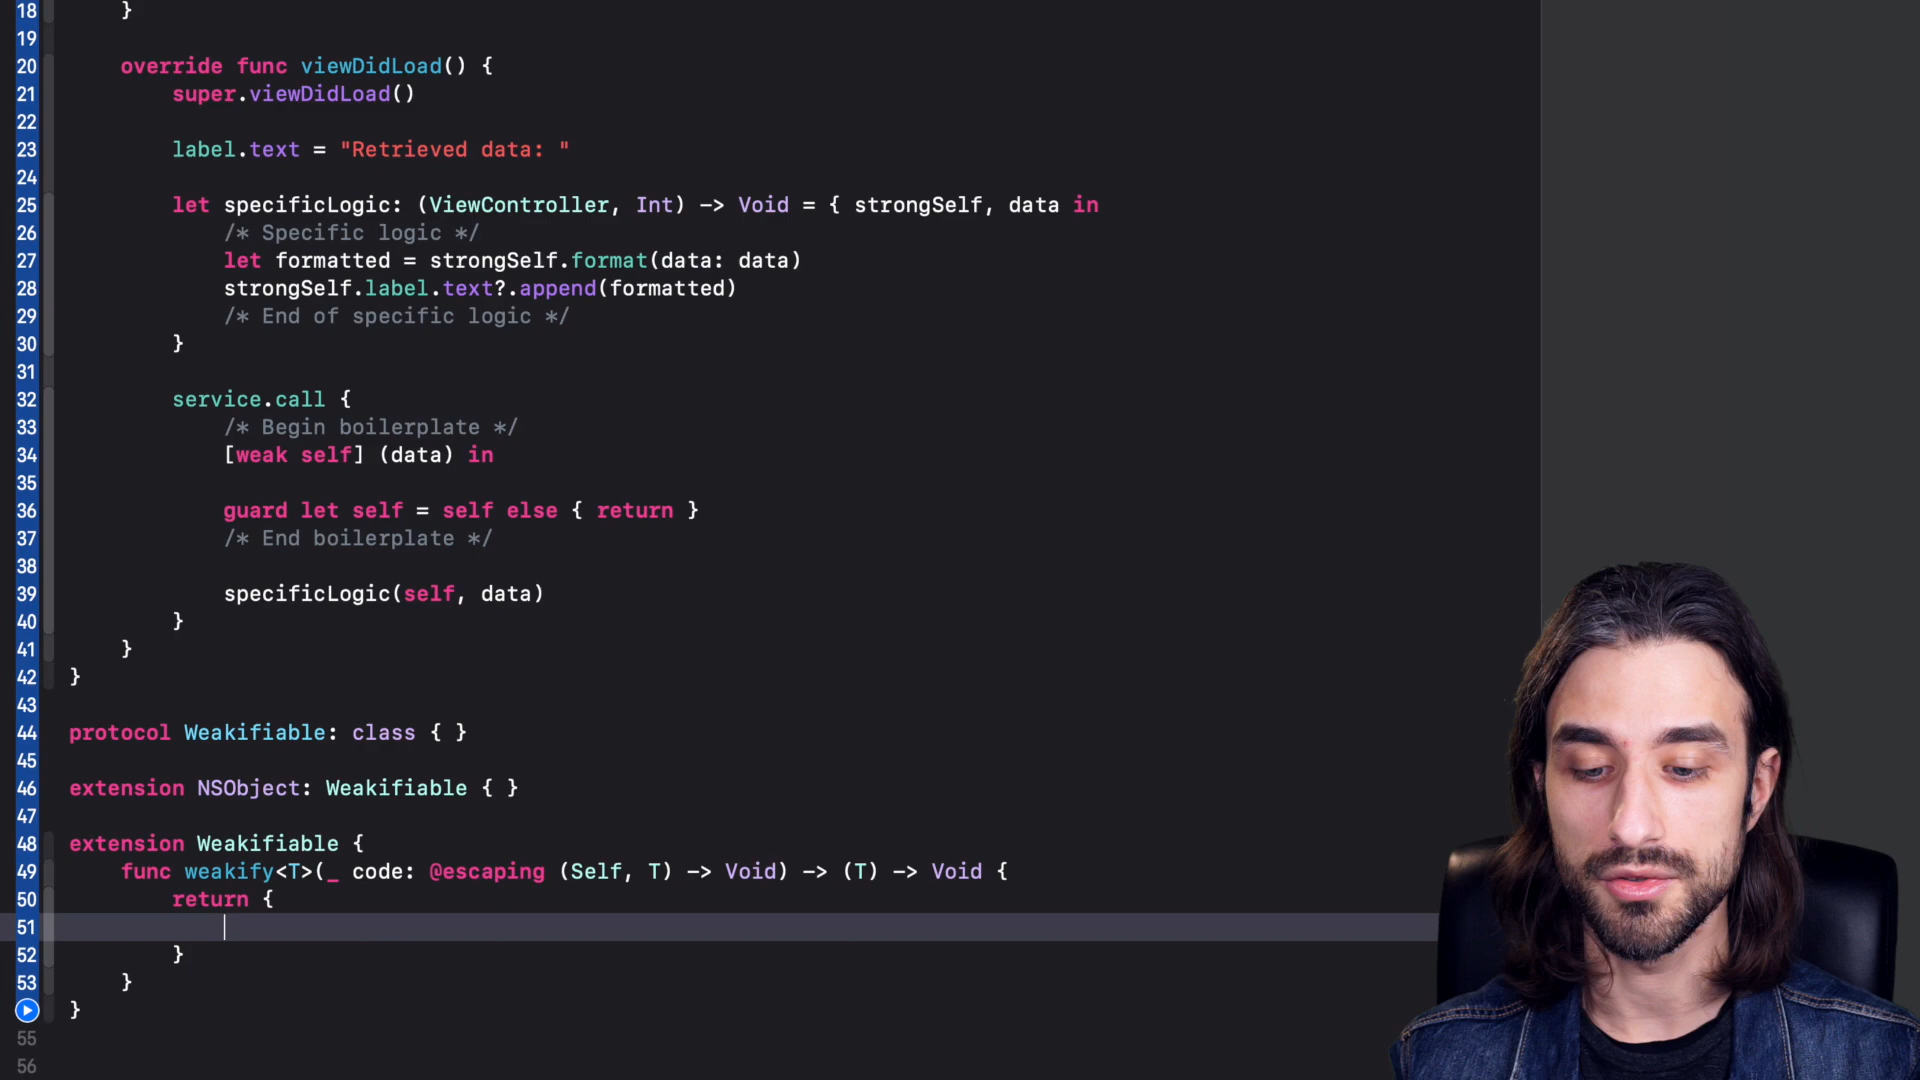 18 }
19
20 override func viewDidLoad() {
21 super.viewDidLoad()
22
23 label.text = "Retrieved data: "
24
25 let specificLogic: (ViewController, Int) -> Void = { strongSelf, data in
26 /* Specific logic */
27 let formatted = strongSelf.format(data: data)
28 strongSelf.label.text?.append(formatted)
29 /* End of specific logic */
30 }
31
32 service.call {
33 /* Begin boilerplate */
34 [weak self] (data) in
35
36 guard let self = self else { return }
37 /* End boilerplate */
38
39 specificLogic(self, data)
40 }
41 }
42 }
43
44 protocol Weakifiable: class { }
45
46 extension NSObject: Weakifiable { }
47
48 extension Weakifiable {
49 func weakify<T>(_ code: @escaping (Self, T) -> Void) -> (T) -> Void {
50 return {
51
52 }
53 }
}
55
56